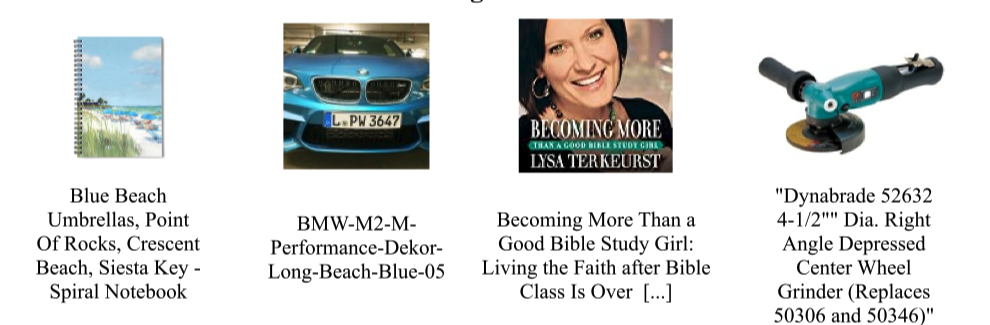 L PW 3647
BECOMING MORE
THAN A GOOD BIBLE STUDY GIRL
LYSA TERKEURST
Blue Beach
Umbrellas, Point
Of Rocks, Crescent
Beach, Siesta Key -
Spiral Notebook
BMW-M2-M-
Performance-Dekor-
Long-Beach-Blue-05
Becoming More Than a
Good Bible Study Girl:
Living the Faith after Bible
Class Is Over [...]
"Dynabrade 52632
4-1/2"" Dia. Right
Angle Depressed
Center Wheel
Grinder (Replaces
50306 and 50346)"